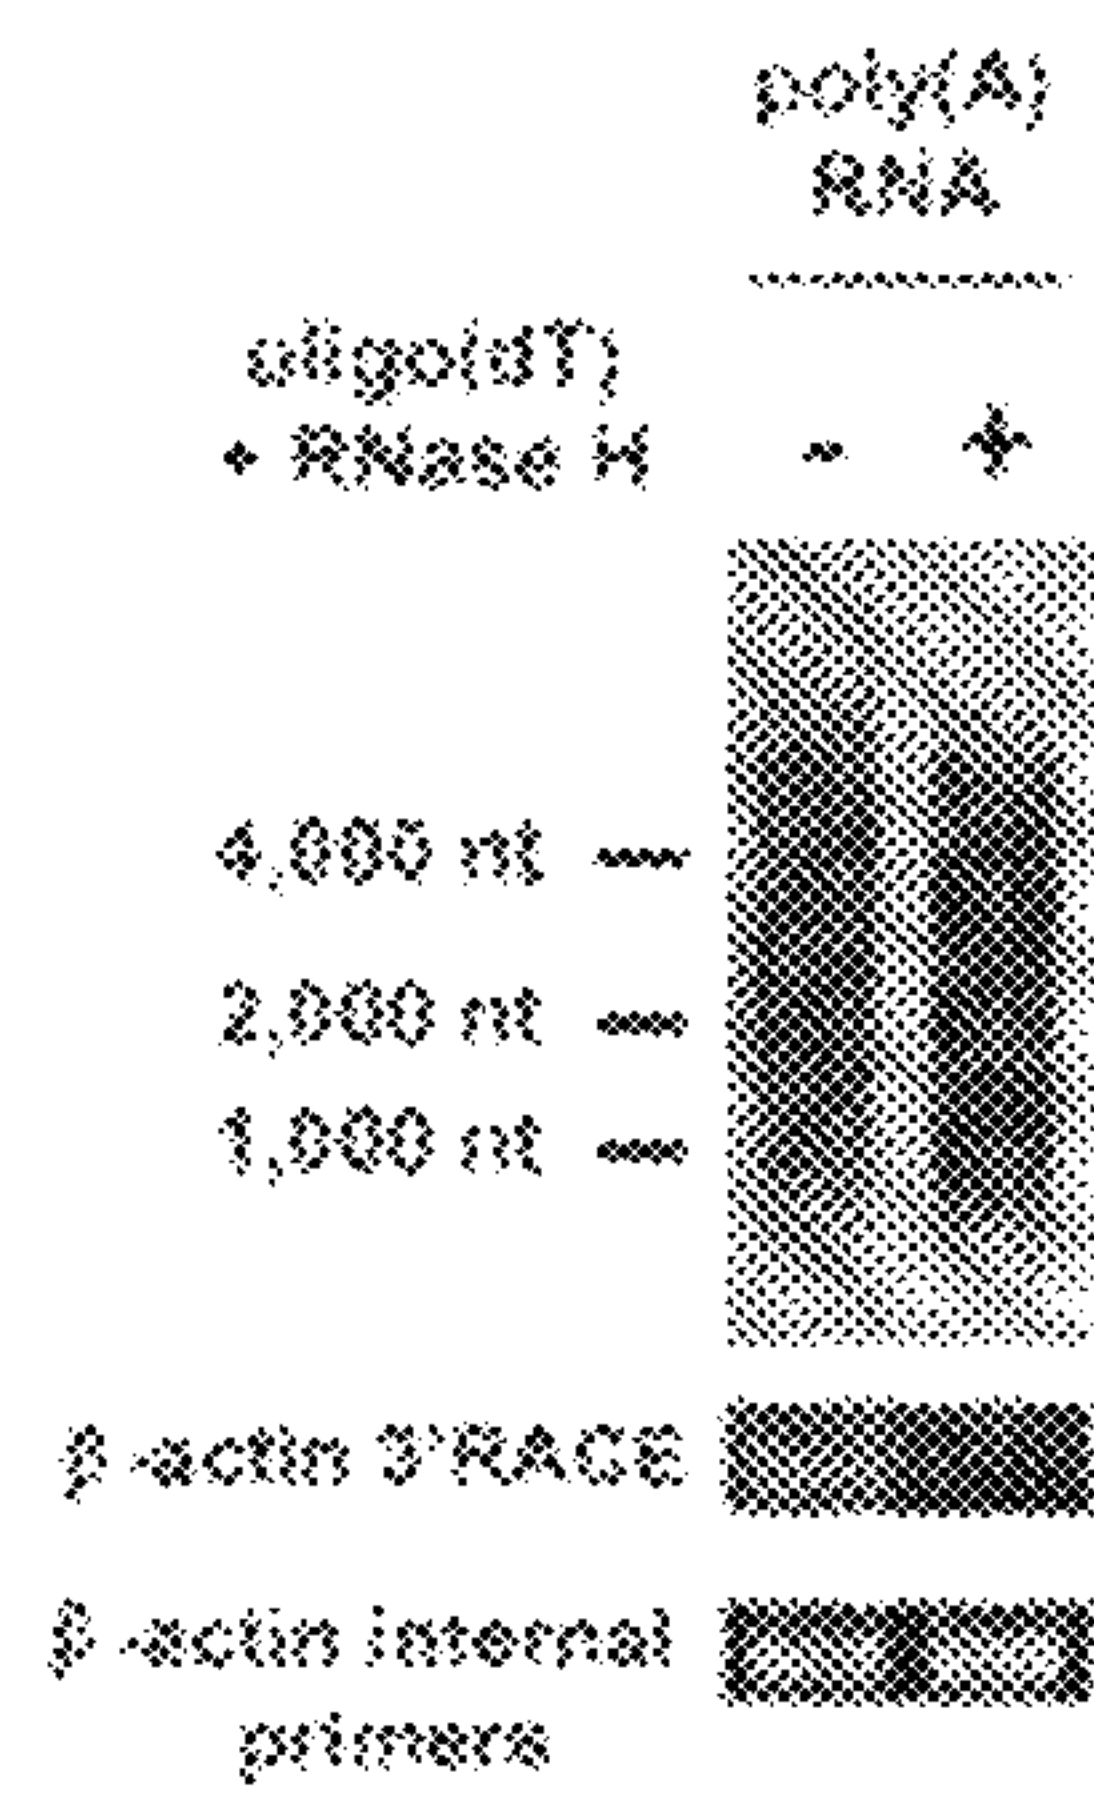 poly(A)
RNA
oligo(dT)
+ RNase H - +
4,000 nt
2,000 nt
1,000 nt
β-actin 3'RACE
β-actin internal
primers